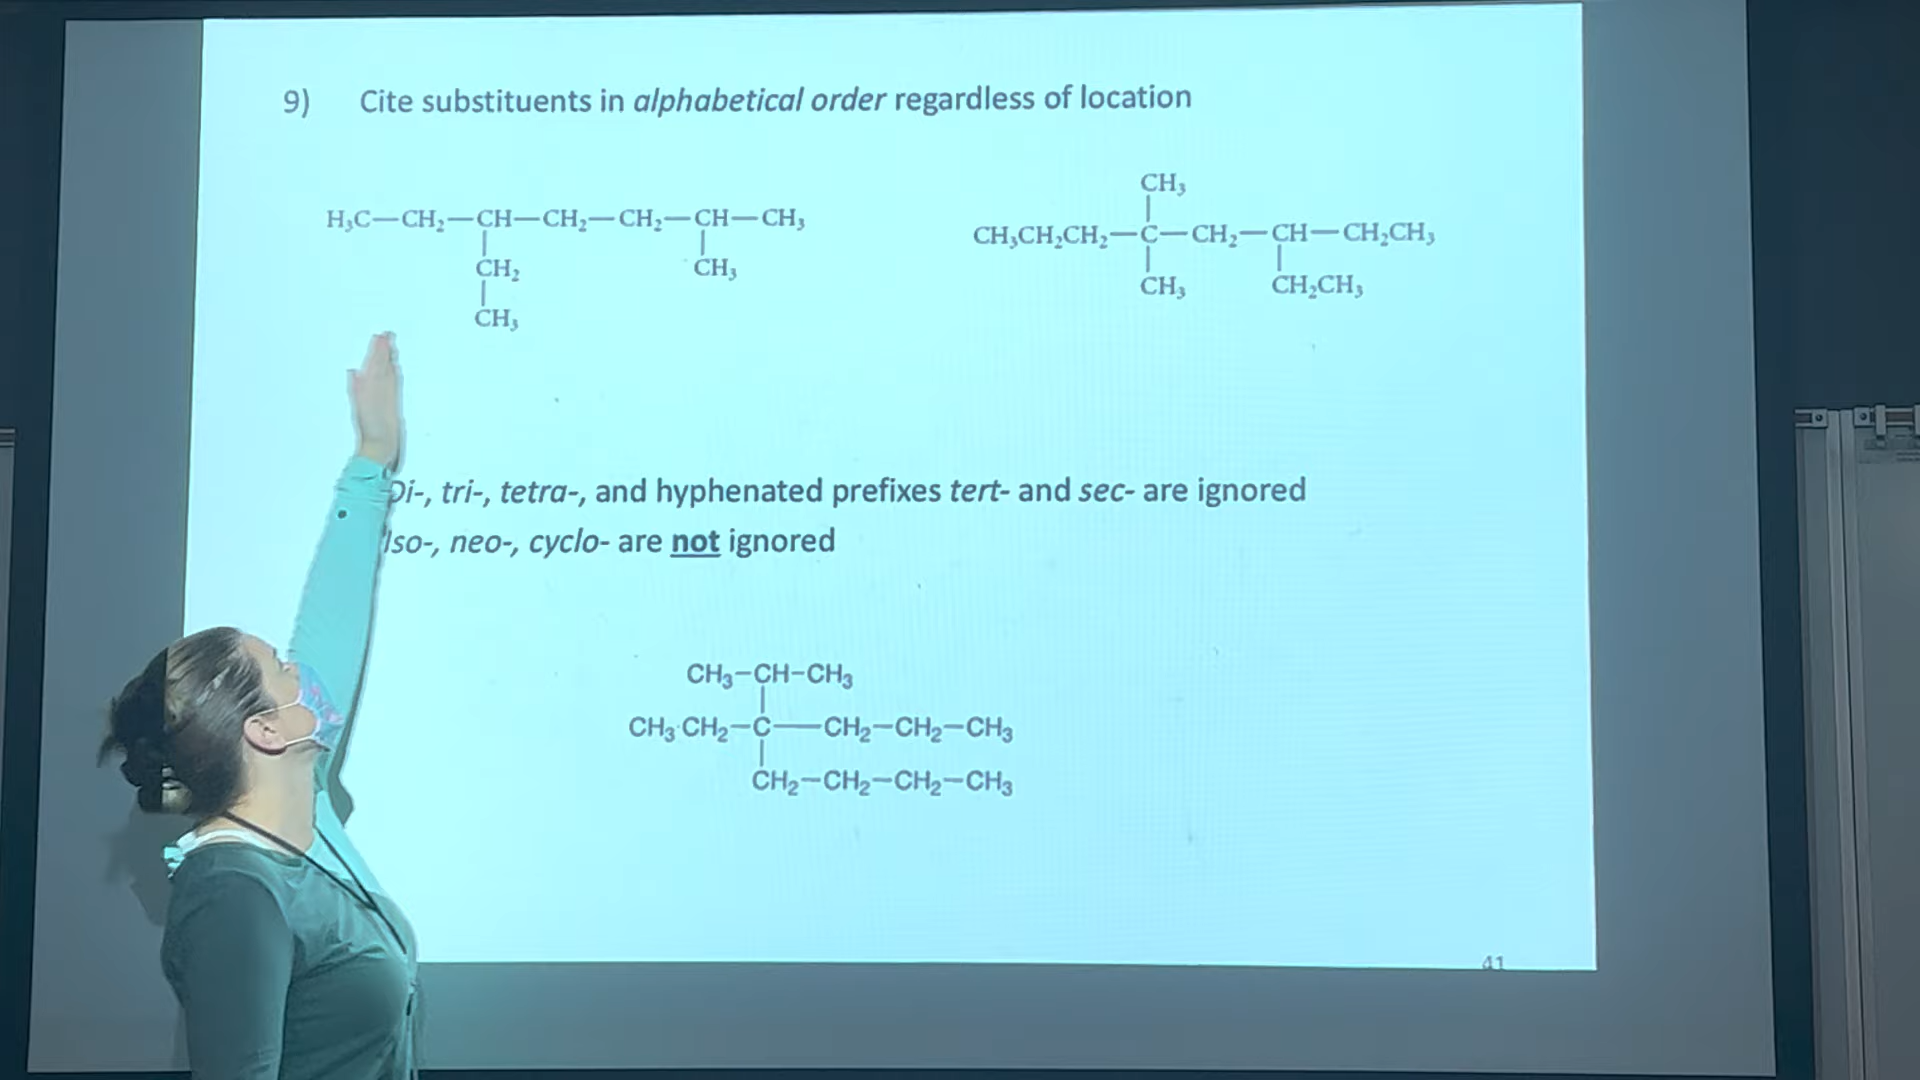 9) Cite substituents in alphabetical order regardless of location
CH₃
H₃C—CH₂—CH—CH₂—CH₂—CH—CH₃
CH₃CH₂CH₂—C—CH₂—CH—CH₂CH₃
CH₂ CH₃
CH₃ CH₂CH₃
CH₃
Di-, tri-, tetra-, and hyphenated prefixes tert- and sec- are ignored
Iso-, neo-, cyclo- are not ignored
CH₃–CH–CH₃
CH₃CH₂–C—CH₂–CH₂–CH₃
CH₂–CH₂–CH₂–CH₃
41